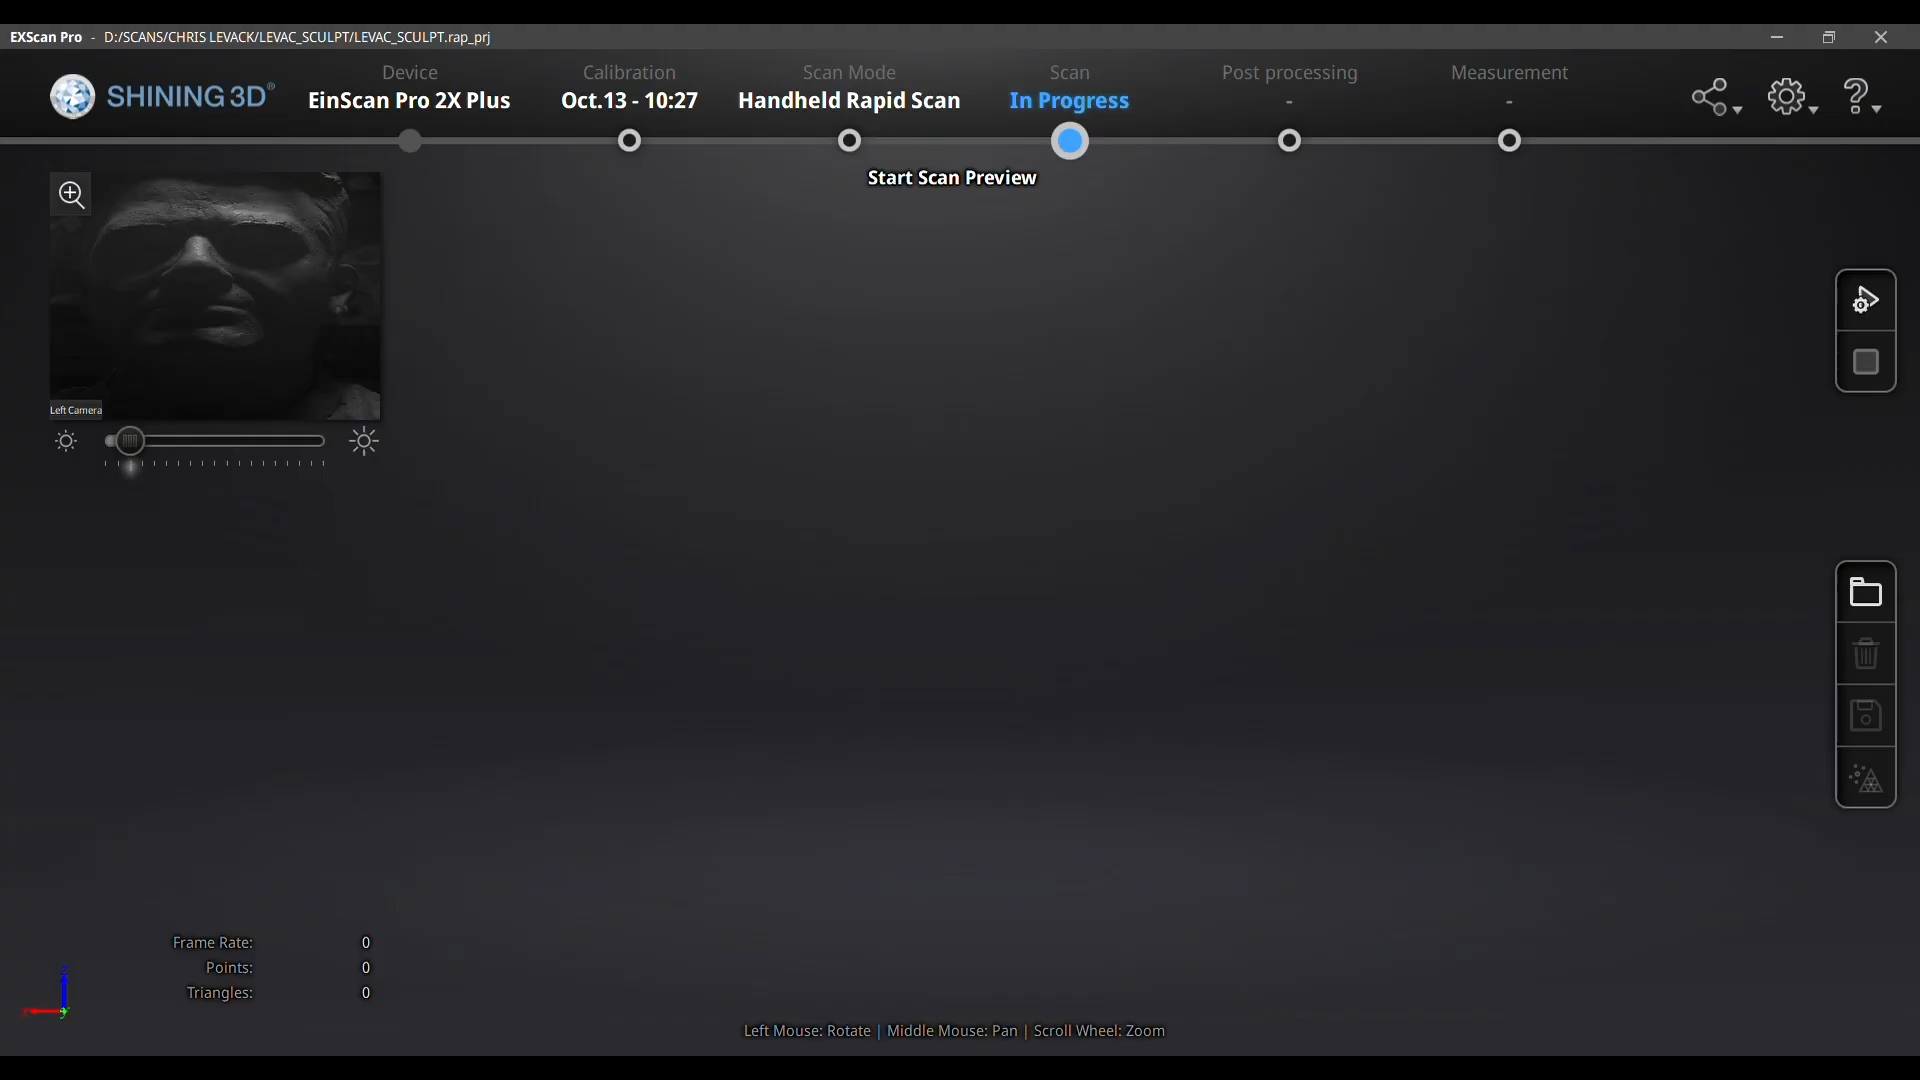 EXScan Pro - D:/SCANS/CHRIS LEVACK/LEVAC_SCULPT/LEVAC_SCULPT.rap_prj
SHINING 3D®
Device
EinScan Pro 2X Plus
Calibration
Oct.13 - 10:27
Scan Mode
Handheld Rapid Scan
Scan
In Progress
Post processing
-
Measurement
-
Start Scan Preview
Left Camera
Frame Rate: 0
Points: 0
Triangles: 0
z
x
y
Left Mouse: Rotate | Middle Mouse: Pan | Scroll Wheel: Zoom